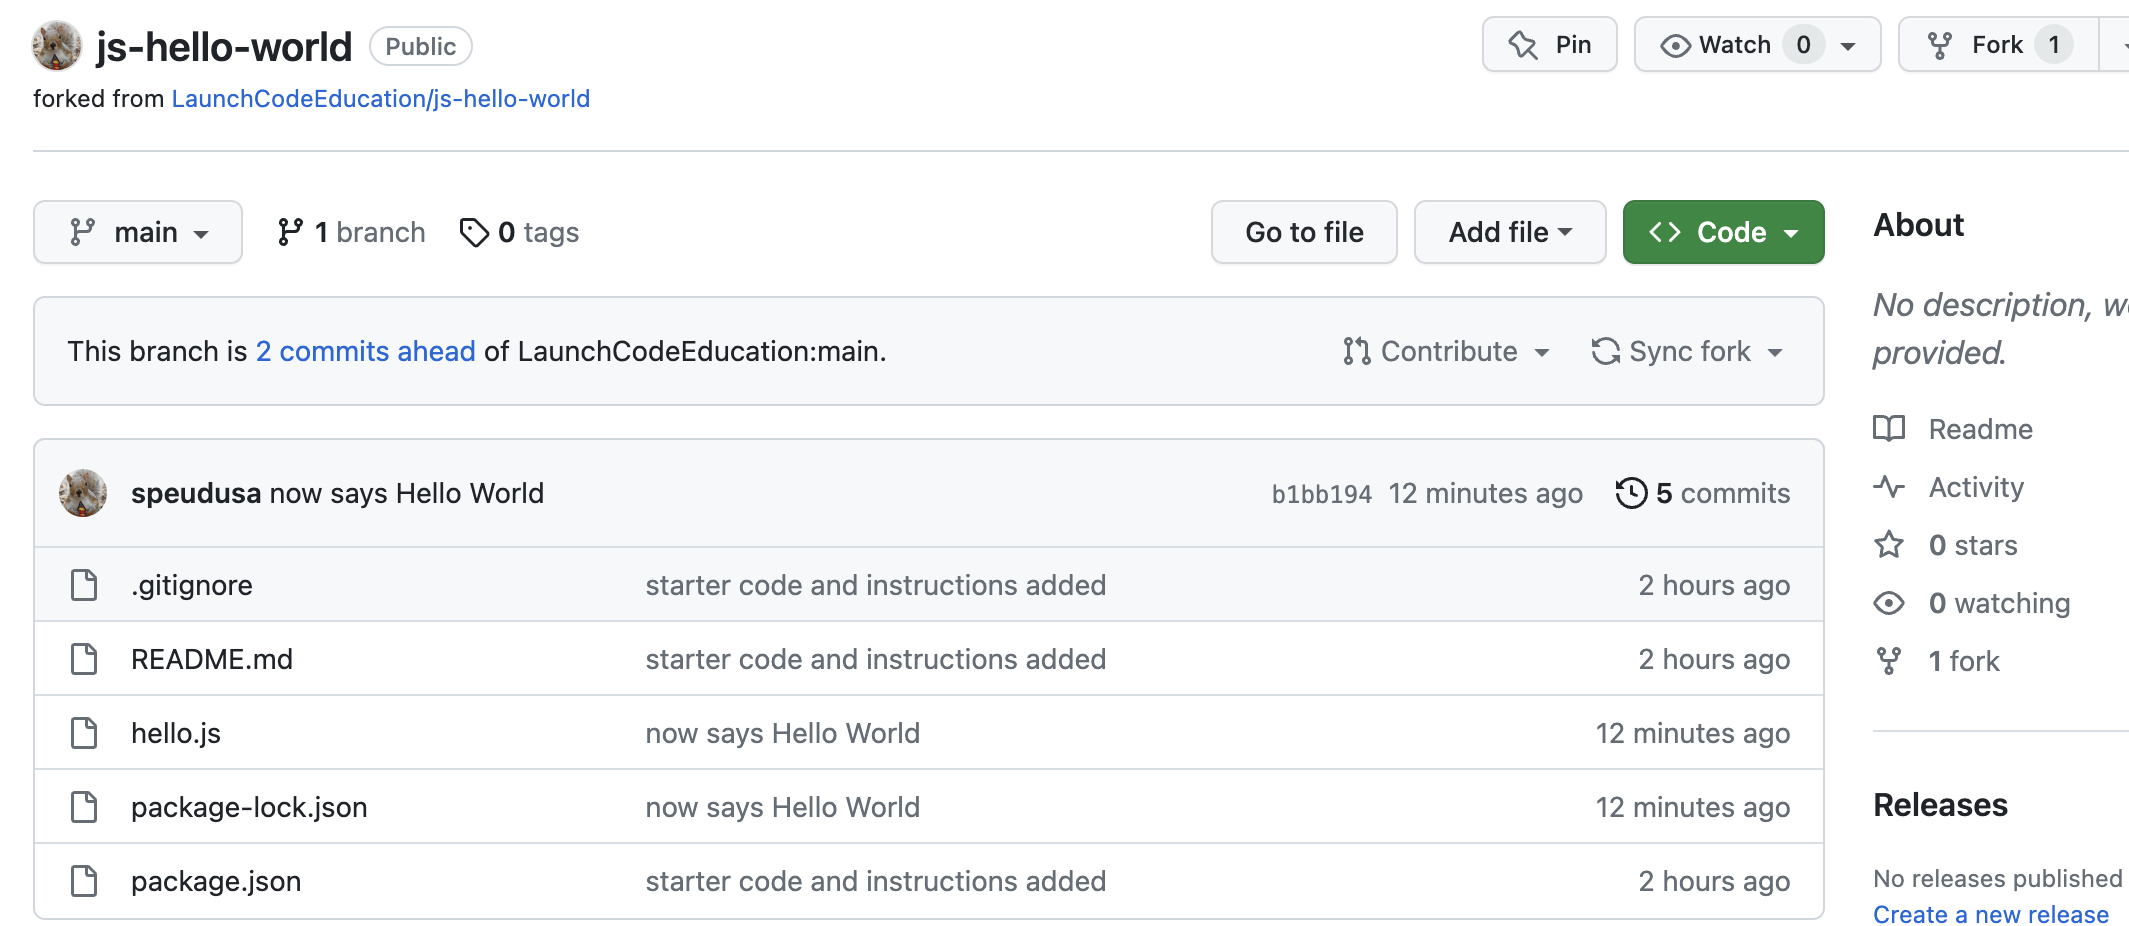 js-hello-world Public Pin Watch 0 Fork 1
forked from LaunchCodeEducation/js-hello-world
main 1 branch 0 tags Go to file Add file <> Code
This branch is 2 commits ahead of LaunchCodeEducation:main. Contribute Sync fork
speudusa now says Hello World b1bb194 12 minutes ago 5 commits
.gitignore starter code and instructions added 2 hours ago
README.md starter code and instructions added 2 hours ago
hello.js now says Hello World 12 minutes ago
package-lock.json now says Hello World 12 minutes ago
package.json starter code and instructions added 2 hours ago
About
No description, we
provided.
Readme
Activity
0 stars
0 watching
1 fork
Releases
No releases published
Create a new release